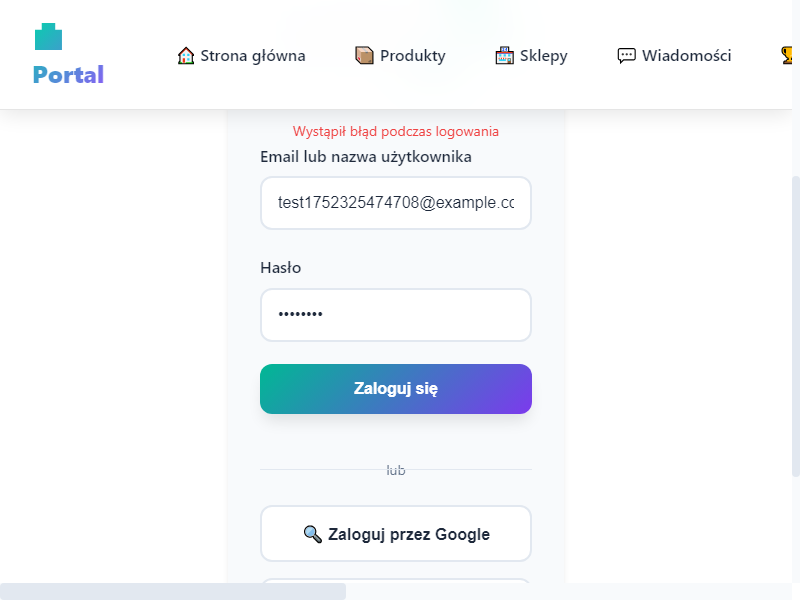 Portal
Strona główna
Produkty
Sklepy
Wiadomości
Wystąpił błąd podczas logowania
Email lub nazwa użytkownika
test1752325474708@example.co
Hasło
••••••••
Zaloguj się
lub
Zaloguj przez Google